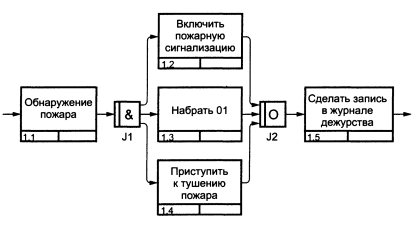 Включить
пожарную
сигнализацию
1.2
Обнаружение
пожара
1.1
&
J1
Набрать 01
1.3
O
J2
Сделать запись
в журнале
дежурства
1.5
Приступить
к тушению
пожара
1.4